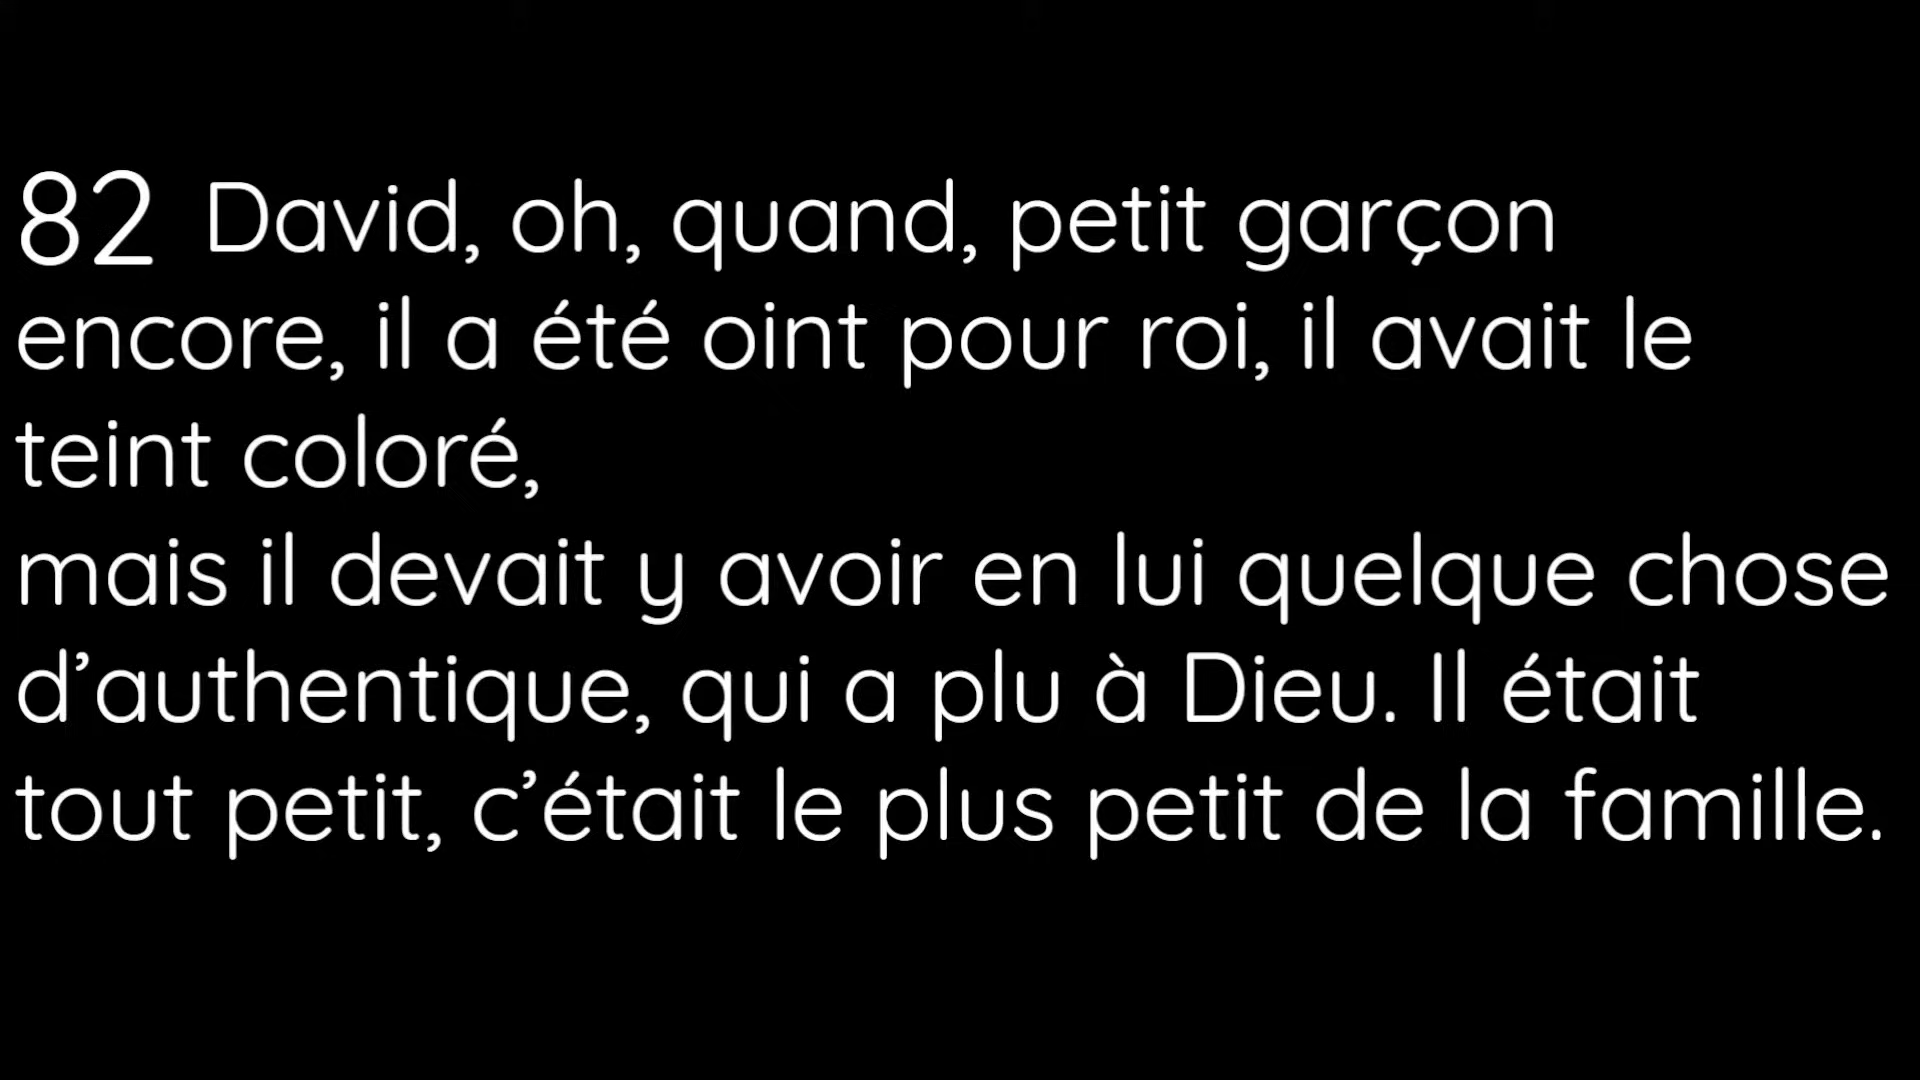 82 David, oh, quand, petit garçon
encore, il a été oint pour roi, il avait le
teint coloré,
mais il devait y avoir en lui quelque chose
d’authentique, qui a plu à Dieu. Il était
tout petit, c’était le plus petit de la famille.